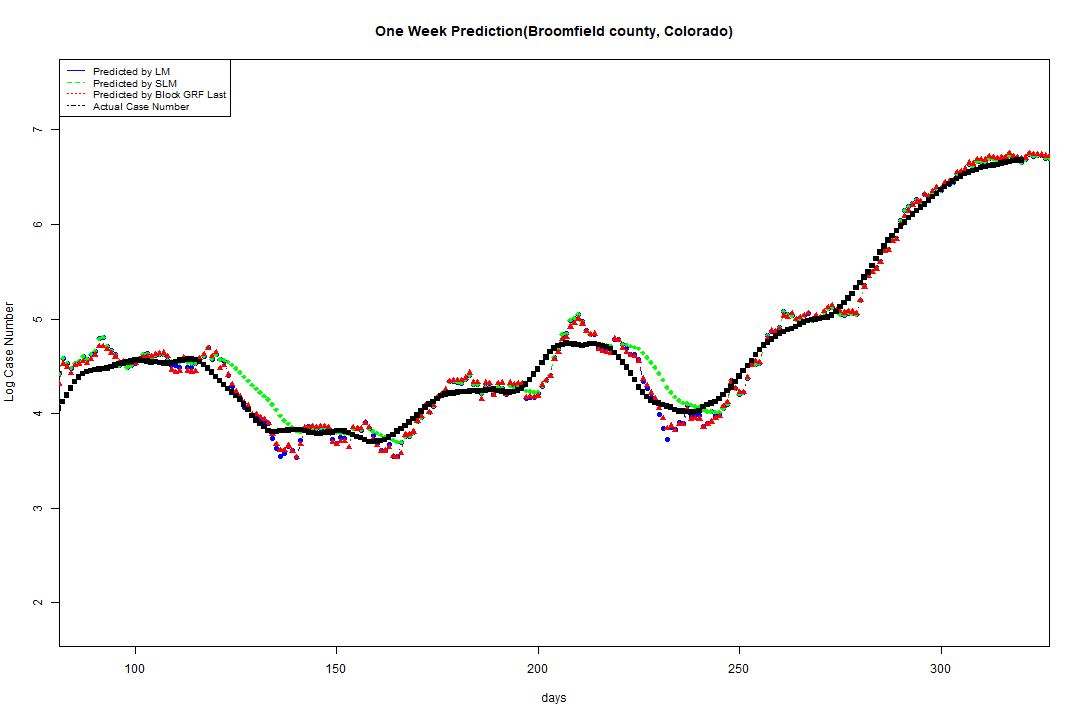 One Week Prediction(Broomfield county, Colorado)
Predicted by LM
Predicted by SLM
Predicted by Block GRF Last
Actual Case Number
7
6
5
4
3
2
Log Case Number
100 150 200 250 300
days